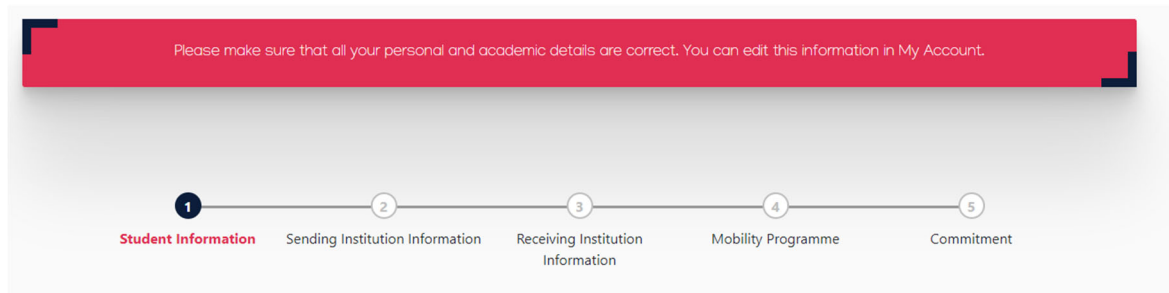 Please make sure that all your personal and academic details are correct. You can edit this information in My Account.
1 2 3 4 5
Student Information Sending Institution Information Receiving Institution Mobility Programme Commitment
Information